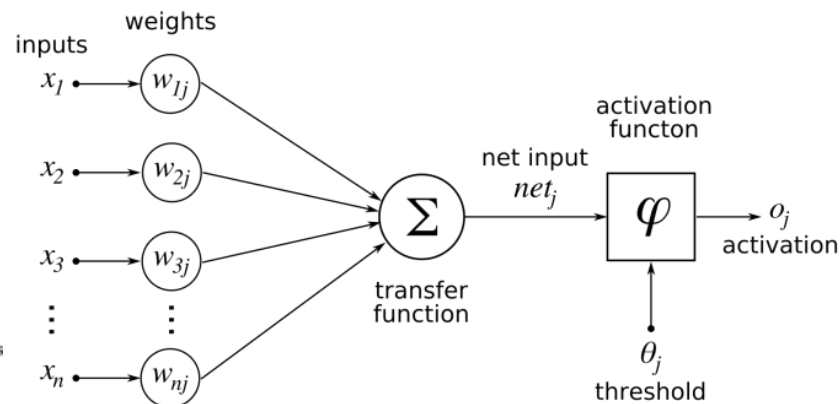 weights
inputs
x₁
w₁ⱼ
activation
functon
x₂
w₂ⱼ
net input
netⱼ
Σ
φ
oⱼ
activation
x₃
w₃ⱼ
transfer
function
⋮
⋮
θⱼ
threshold
xₙ
wₙⱼ